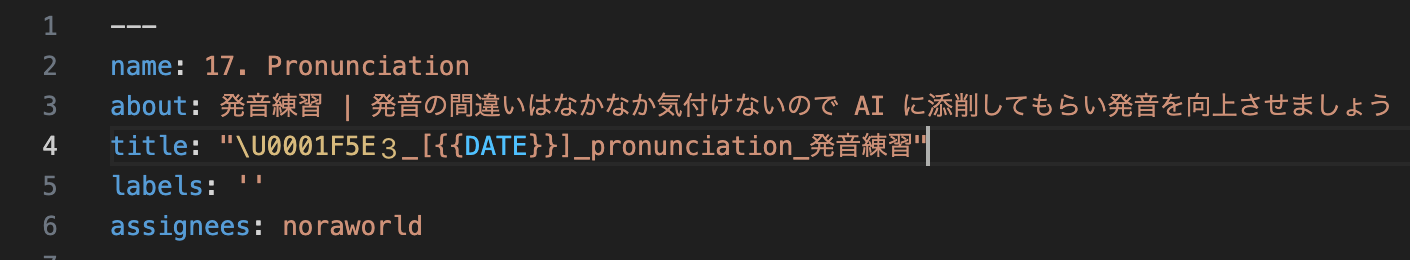 1 ---
2 name: 17. Pronunciation
3 about: 発音練習 | 発音の間違いはなかなか気付けないので AI に添削してもらい発音を向上させましょう
4 title: "\U0001F5E３_[{{DATE}}]_pronunciation_発音練習"
5 labels: ''
6 assignees: noraworld